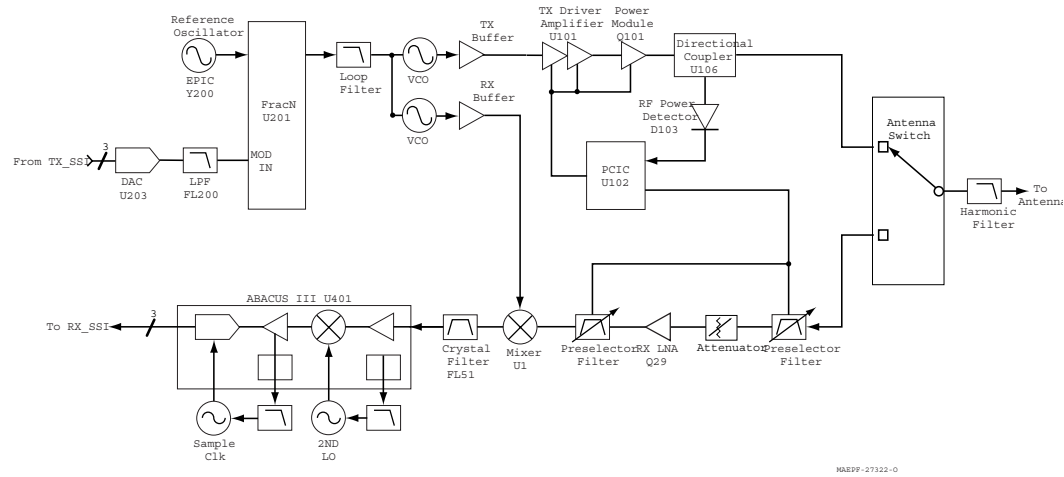 Reference
Oscillator
EPIC
Y200
FracN
U201
MOD
IN
From TX_SSI
3
DAC
U203
LPF
FL200
Loop
Filter
VCO
VCO
TX
Buffer
RX
Buffer
TX Driver
Amplifier
U101
Power
Module
Q101
Directional
Coupler
U106
RF Power
Detector
D103
PCIC
U102
Antenna
Switch
Harmonic
Filter
To
Antenna
ABACUS III U401
To RX_SSI
3
Crystal
Filter
FL51
Mixer
U1
Preselector
Filter
RX LNA
Q29
Attenuator
Preselector
Filter
Sample
Clk
2ND
LO
MAEPF-27322-O